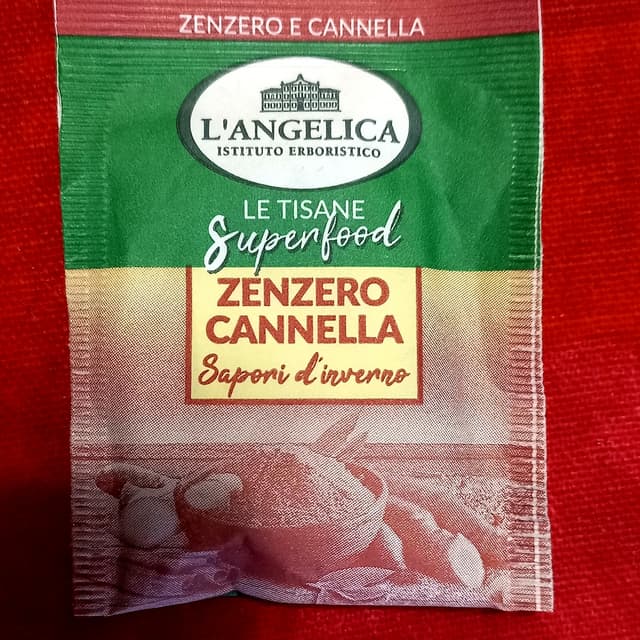 ZENZERO E CANNELLA
L'ANGELICA
ISTITUTO ERBORISTICO
LE TISANE
Superfood
ZENZERO
CANNELLA
Sapori d'inverno